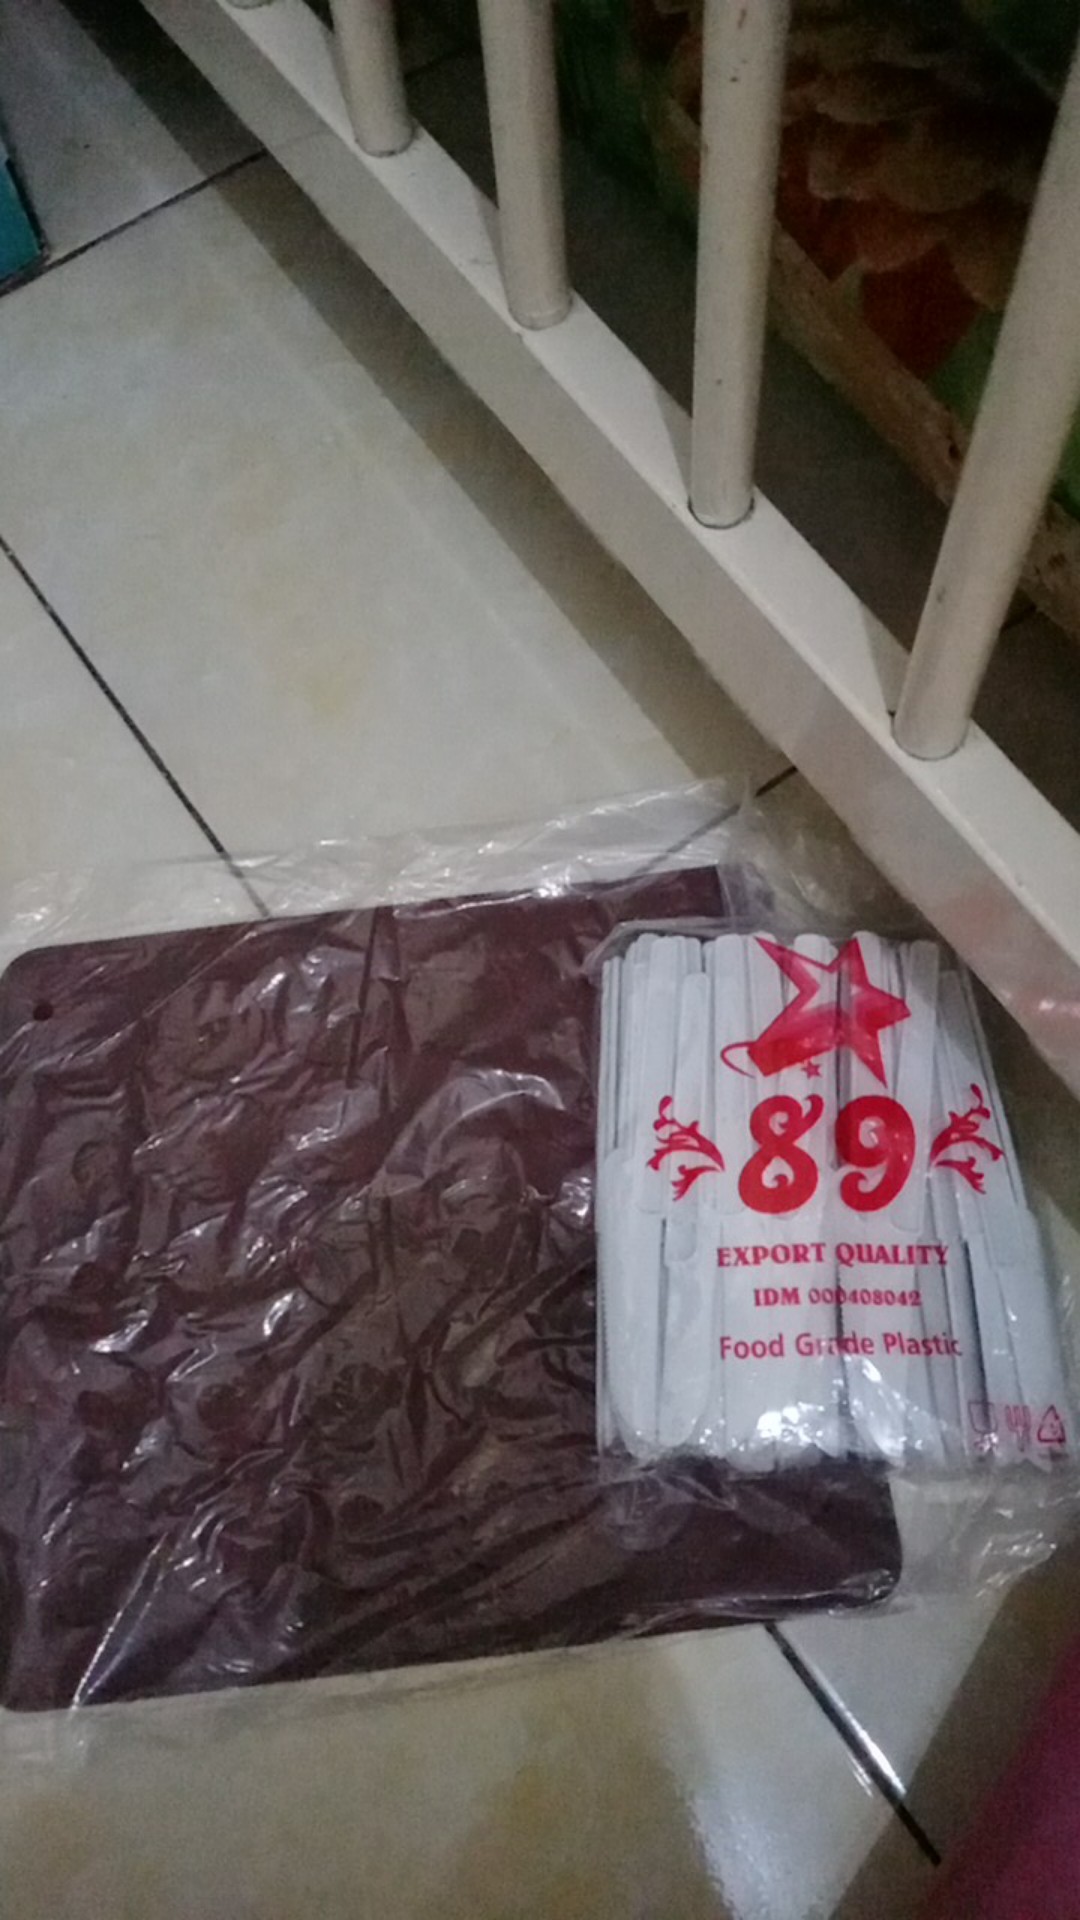 89
EXPORT QUALITY
IDM 000408042
Food Grade Plastic